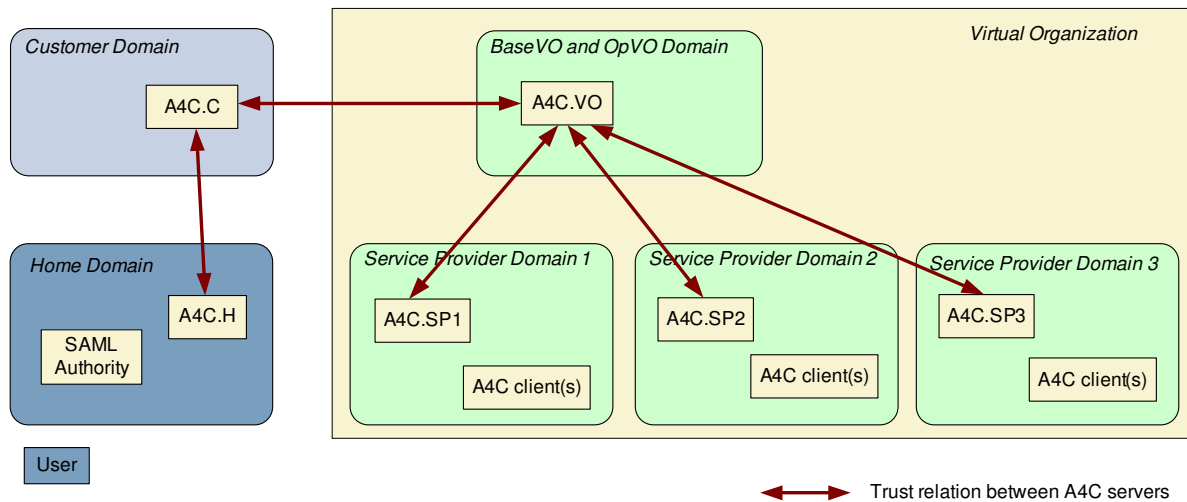 Customer Domain
A4C.C
Virtual Organization
BaseVO and OpVO Domain
A4C.VO
Home Domain
A4C.H
SAML
Authority
User
Service Provider Domain 1
A4C.SP1
A4C client(s)
Service Provider Domain 2
A4C.SP2
A4C client(s)
Service Provider Domain 3
A4C.SP3
A4C client(s)
Trust relation between A4C servers